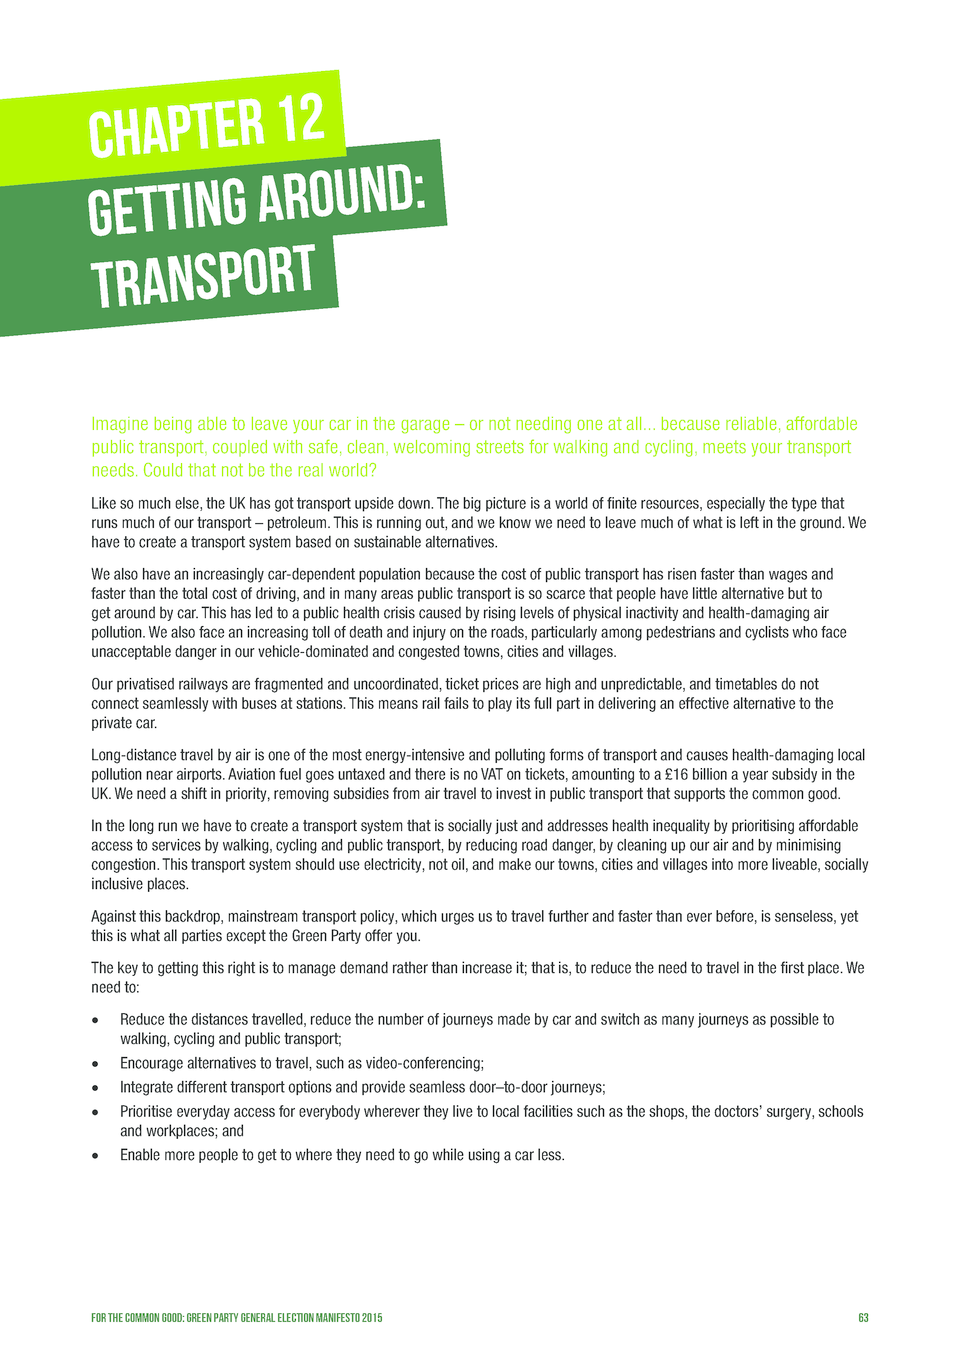 CHAPTER 12
GETTING AROUND:
TRANSPORT
Imagine being able to leave your car in the garage – or not needing one at all... because reliable, affordable
public transport, coupled with safe, clean, welcoming streets for walking and cycling, meets your transport
needs. Could that not be the real world?
Like so much else, the UK has got transport upside down. The big picture is a world of finite resources, especially the type that
runs much of our transport – petroleum. This is running out, and we know we need to leave much of what is left in the ground. We
have to create a transport system based on sustainable alternatives.
We also have an increasingly car-dependent population because the cost of public transport has risen faster than wages and
faster than the total cost of driving, and in many areas public transport is so scarce that people have little alternative but to
get around by car. This has led to a public health crisis caused by rising levels of physical inactivity and health-damaging air
pollution. We also face an increasing toll of death and injury on the roads, particularly among pedestrians and cyclists who face
unacceptable danger in our vehicle-dominated and congested towns, cities and villages.
Our privatised railways are fragmented and uncoordinated, ticket prices are high and unpredictable, and timetables do not
connect seamlessly with buses at stations. This means rail fails to play its full part in delivering an effective alternative to the
private car.
Long-distance travel by air is one of the most energy-intensive and polluting forms of transport and causes health-damaging local
pollution near airports. Aviation fuel goes untaxed and there is no VAT on tickets, amounting to a £16 billion a year subsidy in the
UK. We need a shift in priority, removing subsidies from air travel to invest in public transport that supports the common good.
In the long run we have to create a transport system that is socially just and addresses health inequality by prioritising affordable
access to services by walking, cycling and public transport, by reducing road danger, by cleaning up our air and by minimising
congestion. This transport system should use electricity, not oil, and make our towns, cities and villages into more liveable, socially
inclusive places.
Against this backdrop, mainstream transport policy, which urges us to travel further and faster than ever before, is senseless, yet
this is what all parties except the Green Party offer you.
The key to getting this right is to manage demand rather than increase it; that is, to reduce the need to travel in the first place. We
need to:
• Reduce the distances travelled, reduce the number of journeys made by car and switch as many journeys as possible to
walking, cycling and public transport;
• Encourage alternatives to travel, such as video-conferencing;
• Integrate different transport options and provide seamless door–to-door journeys;
• Prioritise everyday access for everybody wherever they live to local facilities such as the shops, the doctors’ surgery, schools
and workplaces; and
• Enable more people to get to where they need to go while using a car less.
FOR THE COMMON GOOD: GREEN PARTY GENERAL ELECTION MANIFESTO 2015 63